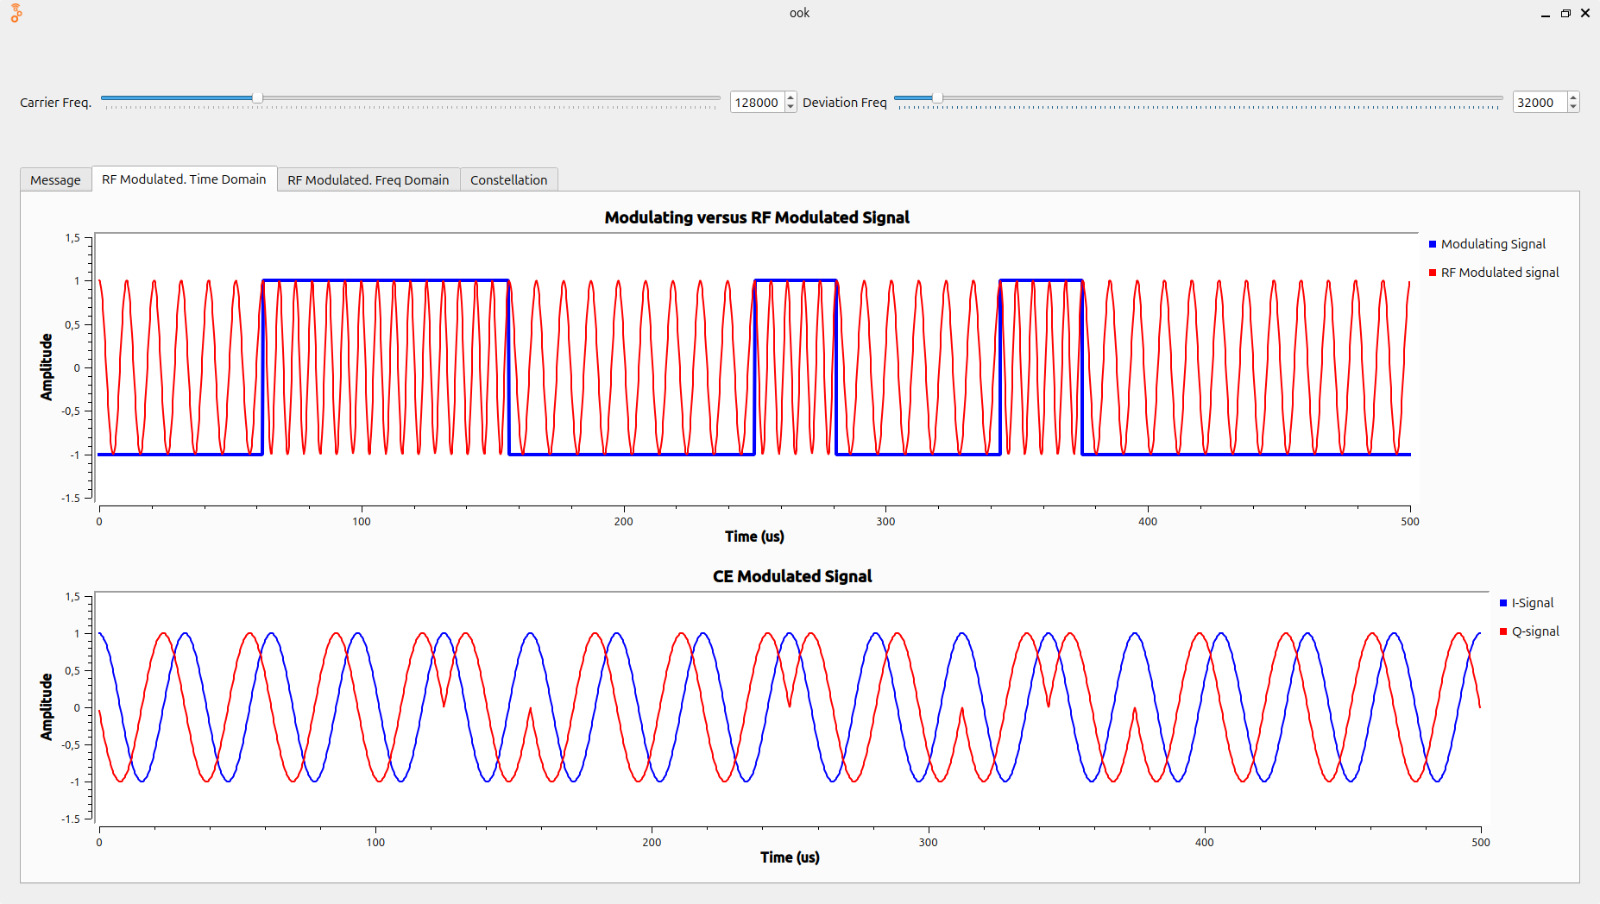 ook
Carrier Freq. 128000 Deviation Freq 32000
Message RF Modulated. Time Domain RF Modulated. Freq Domain Constellation
Modulating versus RF Modulated Signal
1,5
1
0,5
0
-0,5
-1
-1.5
Amplitude
0 100 200 300 400 500
Time (us)
Modulating Signal
RF Modulated signal
CE Modulated Signal
1,5
1
0,5
0
-0,5
-1
-1.5
Amplitude
0 100 200 300 400 500
Time (us)
I-Signal
Q-signal